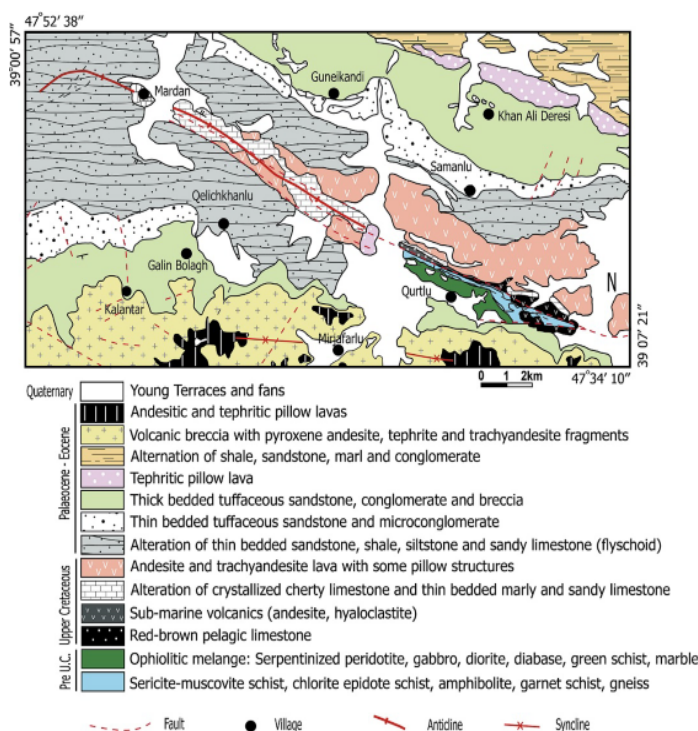 47°52' 38"
39°00' 57"
Mardan
Guneikandi
Khan Ali Deresi
Samanlu
Qelichkhanlu
Galin Bolagh
Kalantar
Qurtlu
Minafarlu
N
39 07' 21"
0 1 2km
47°34' 10"
Quaternary
Young Terraces and fans
Palaeocene - Eocene
Andesitic and tephritic pillow lavas
Volcanic breccia with pyroxene andesite, tephrite and trachyandesite fragments
Alternation of shale, sandstone, marl and conglomerate
Tephritic pillow lava
Thick bedded tuffaceous sandstone, conglomerate and breccia
Thin bedded tuffaceous sandstone and microconglomerate
Alteration of thin bedded sandstone, shale, siltstone and sandy limestone (flyschoid)
Upper Cretaceous
Andesite and trachyandesite lava with some pillow structures
Alteration of crystallized cherty limestone and thin bedded marly and sandy limestone
Sub-marine volcanics (andesite, hyaloclastite)
Red-brown pelagic limestone
Pre U.C.
Ophiolitic melange: Serpentinized peridotite, gabbro, diorite, diabase, green schist, marble
Sericite-muscovite schist, chlorite epidote schist, amphibolite, garnet schist, gneiss
Fault
Village
Anticline
Syncline